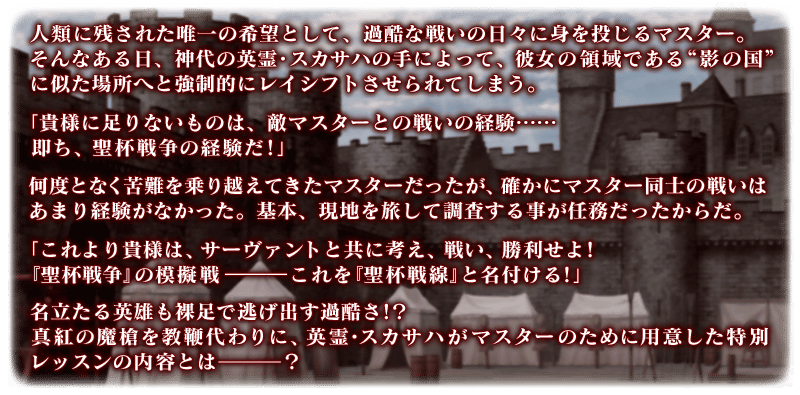 人類に残された唯一の希望として、過酷な戦いの日々に身を投じるマスター。
そんなある日、神代の英霊・スカサハの手によって、彼女の領域である“影の国”
に似た場所へと強制的にレイシフトさせられてしまう。
「貴様に足りないものは、敵マスターとの戦いの経験……
即ち、聖杯戦争の経験だ!」
何度となく苦難を乗り越えてきたマスターだったが、確かにマスター同士の戦いは
あまり経験がなかった。基本、現地を旅して調査する事が任務だったからだ。
「これより貴様は、サーヴァントと共に考え、戦い、勝利せよ!
『聖杯戦争』の模擬戦―――これを『聖杯戦線』と名付ける!」
名立たる英雄も裸足で逃げ出す過酷さ!?
真紅の魔槍を教鞭代わりに、英霊・スカサハがマスターのために用意した特別
レッスンの内容とは―――?